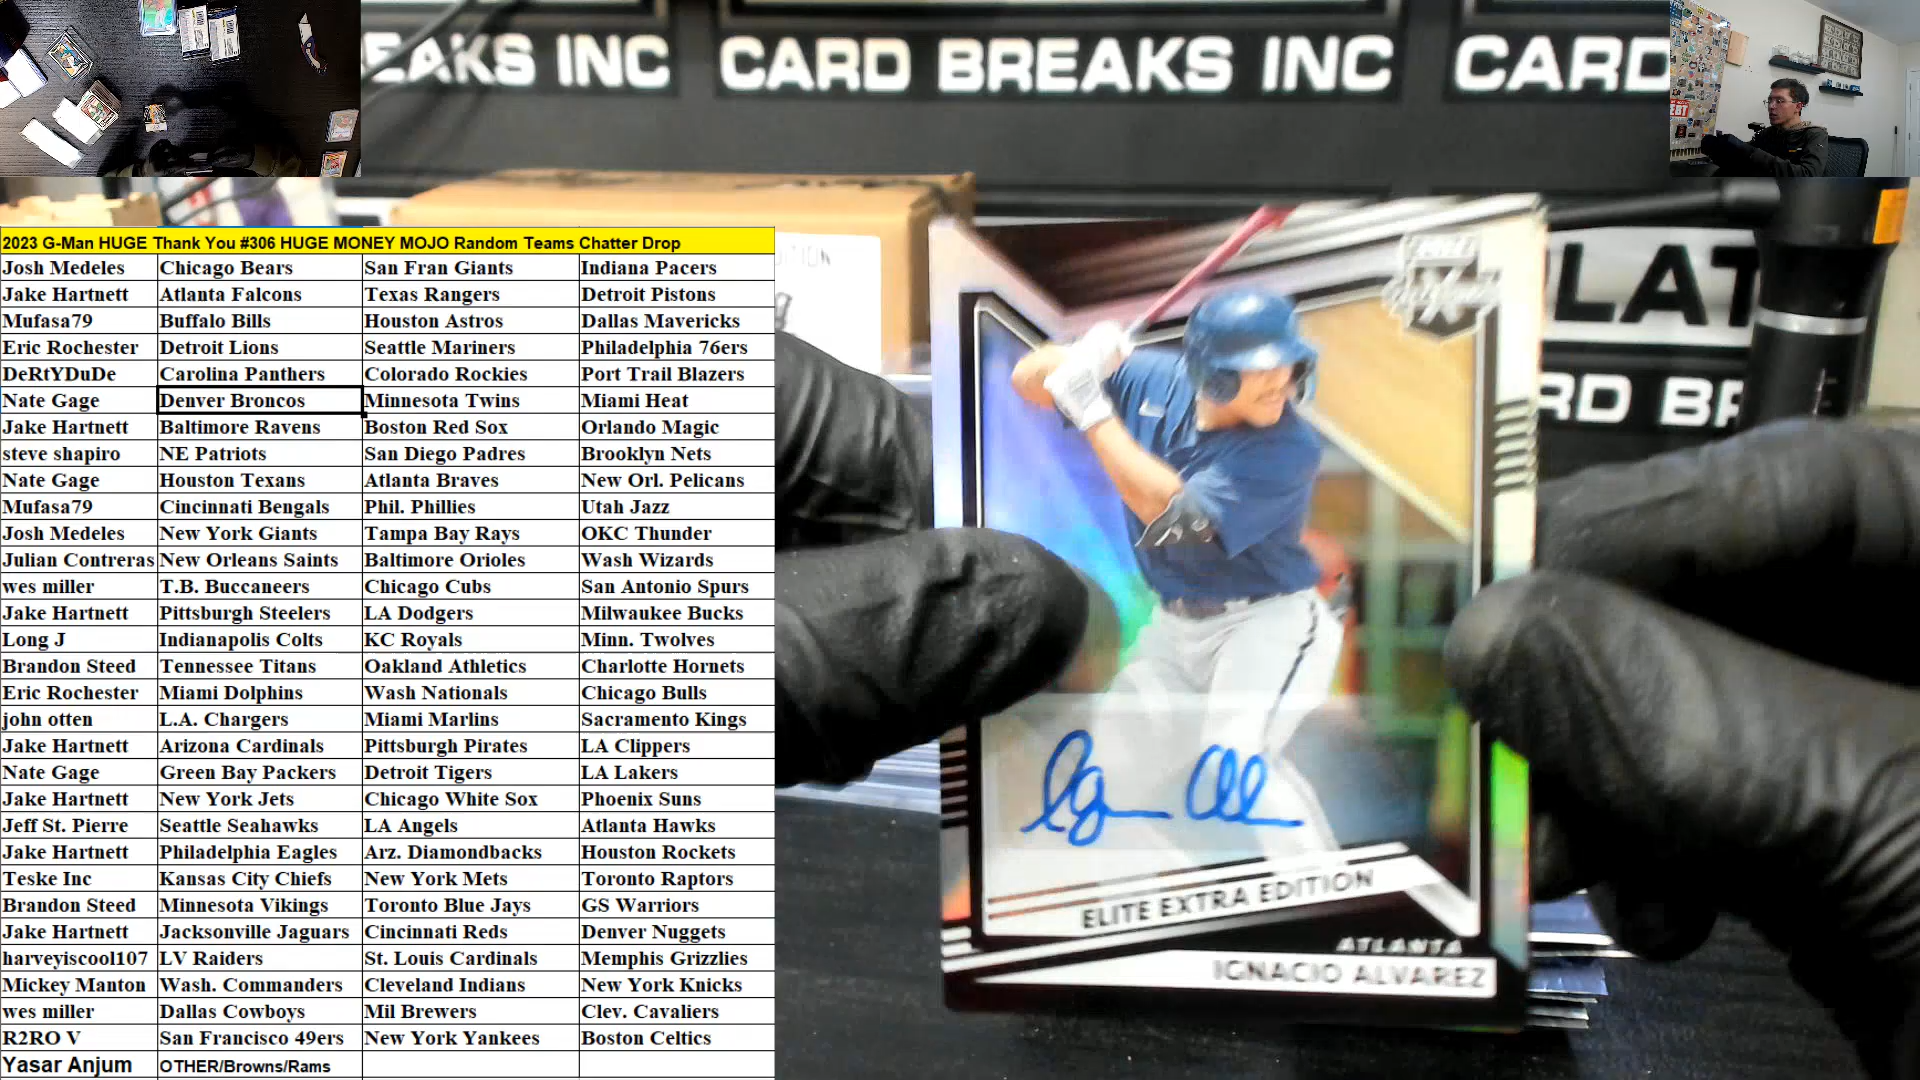 EAKS INC CARD BREAKS INC CARD
2023 G-Man HUGE Thank You #306 HUGE MONEY MOJO Random Teams Chatter Drop
Josh Medeles Chicago Bears San Fran Giants Indiana Pacers
Jake Hartnett Atlanta Falcons Texas Rangers Detroit Pistons
Mufasa79 Buffalo Bills Houston Astros Dallas Mavericks
Eric Rochester Detroit Lions Seattle Mariners Philadelphia 76ers
DeRtYDuDe Carolina Panthers Colorado Rockies Port Trail Blazers
Nate Gage Denver Broncos Minnesota Twins Miami Heat
Jake Hartnett Baltimore Ravens Boston Red Sox Orlando Magic
steve shapiro NE Patriots San Diego Padres Brooklyn Nets
Nate Gage Houston Texans Atlanta Braves New Orl. Pelicans
Mufasa79 Cincinnati Bengals Phil. Phillies Utah Jazz
Josh Medeles New York Giants Tampa Bay Rays OKC Thunder
Julian Contreras New Orleans Saints Baltimore Orioles Wash Wizards
wes miller T.B. Buccaneers Chicago Cubs San Antonio Spurs
Jake Hartnett Pittsburgh Steelers LA Dodgers Milwaukee Bucks
Long J Indianapolis Colts KC Royals Minn. Twolves
Brandon Steed Tennessee Titans Oakland Athletics Charlotte Hornets
Eric Rochester Miami Dolphins Wash Nationals Chicago Bulls
john otten L.A. Chargers Miami Marlins Sacramento Kings
Jake Hartnett Arizona Cardinals Pittsburgh Pirates LA Clippers
Nate Gage Green Bay Packers Detroit Tigers LA Lakers
Jake Hartnett New York Jets Chicago White Sox Phoenix Suns
Jeff St. Pierre Seattle Seahawks LA Angels Atlanta Hawks
Jake Hartnett Philadelphia Eagles Arz. Diamondbacks Houston Rockets
Teske Inc Kansas City Chiefs New York Mets Toronto Raptors
Brandon Steed Minnesota Vikings Toronto Blue Jays GS Warriors
Jake Hartnett Jacksonville Jaguars Cincinnati Reds Denver Nuggets
harveyiscool107 LV Raiders St. Louis Cardinals Memphis Grizzlies
Mickey Manton Wash. Commanders Cleveland Indians New York Knicks
wes miller Dallas Cowboys Mil Brewers Clev. Cavaliers
R2RO V San Francisco 49ers New York Yankees Boston Celtics
Yasar Anjum OTHER/Browns/Rams
LAT
RD BR
ELITE EXTRA EDITION
ATLANTA
IGNACIO ALVAREZ